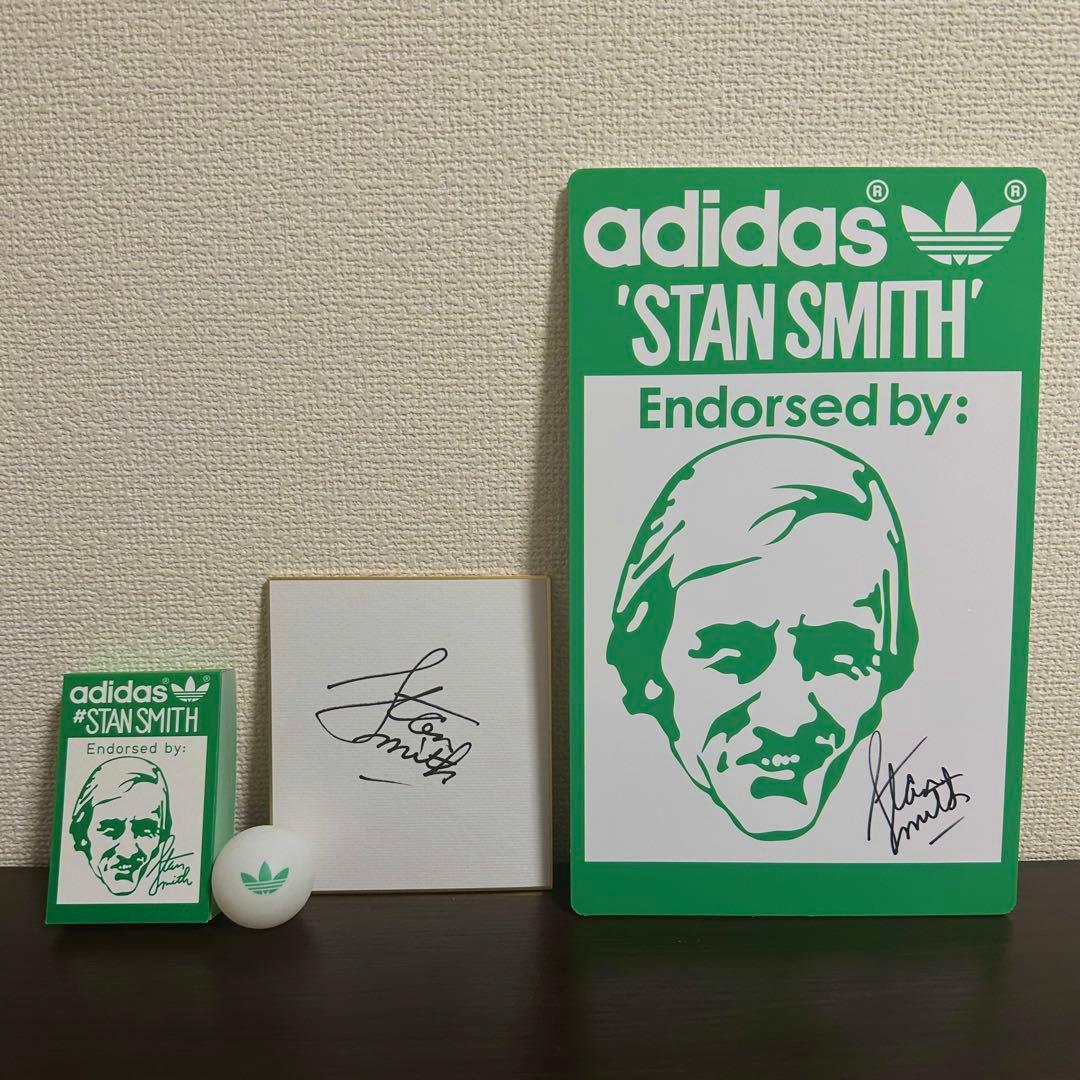 adidas® ®
#STAN SMITH
Endorsed by:
Stan
Smith
Stan
Smith
adidas® ®
'STAN SMITH'
Endorsed by:
Stan
Smith